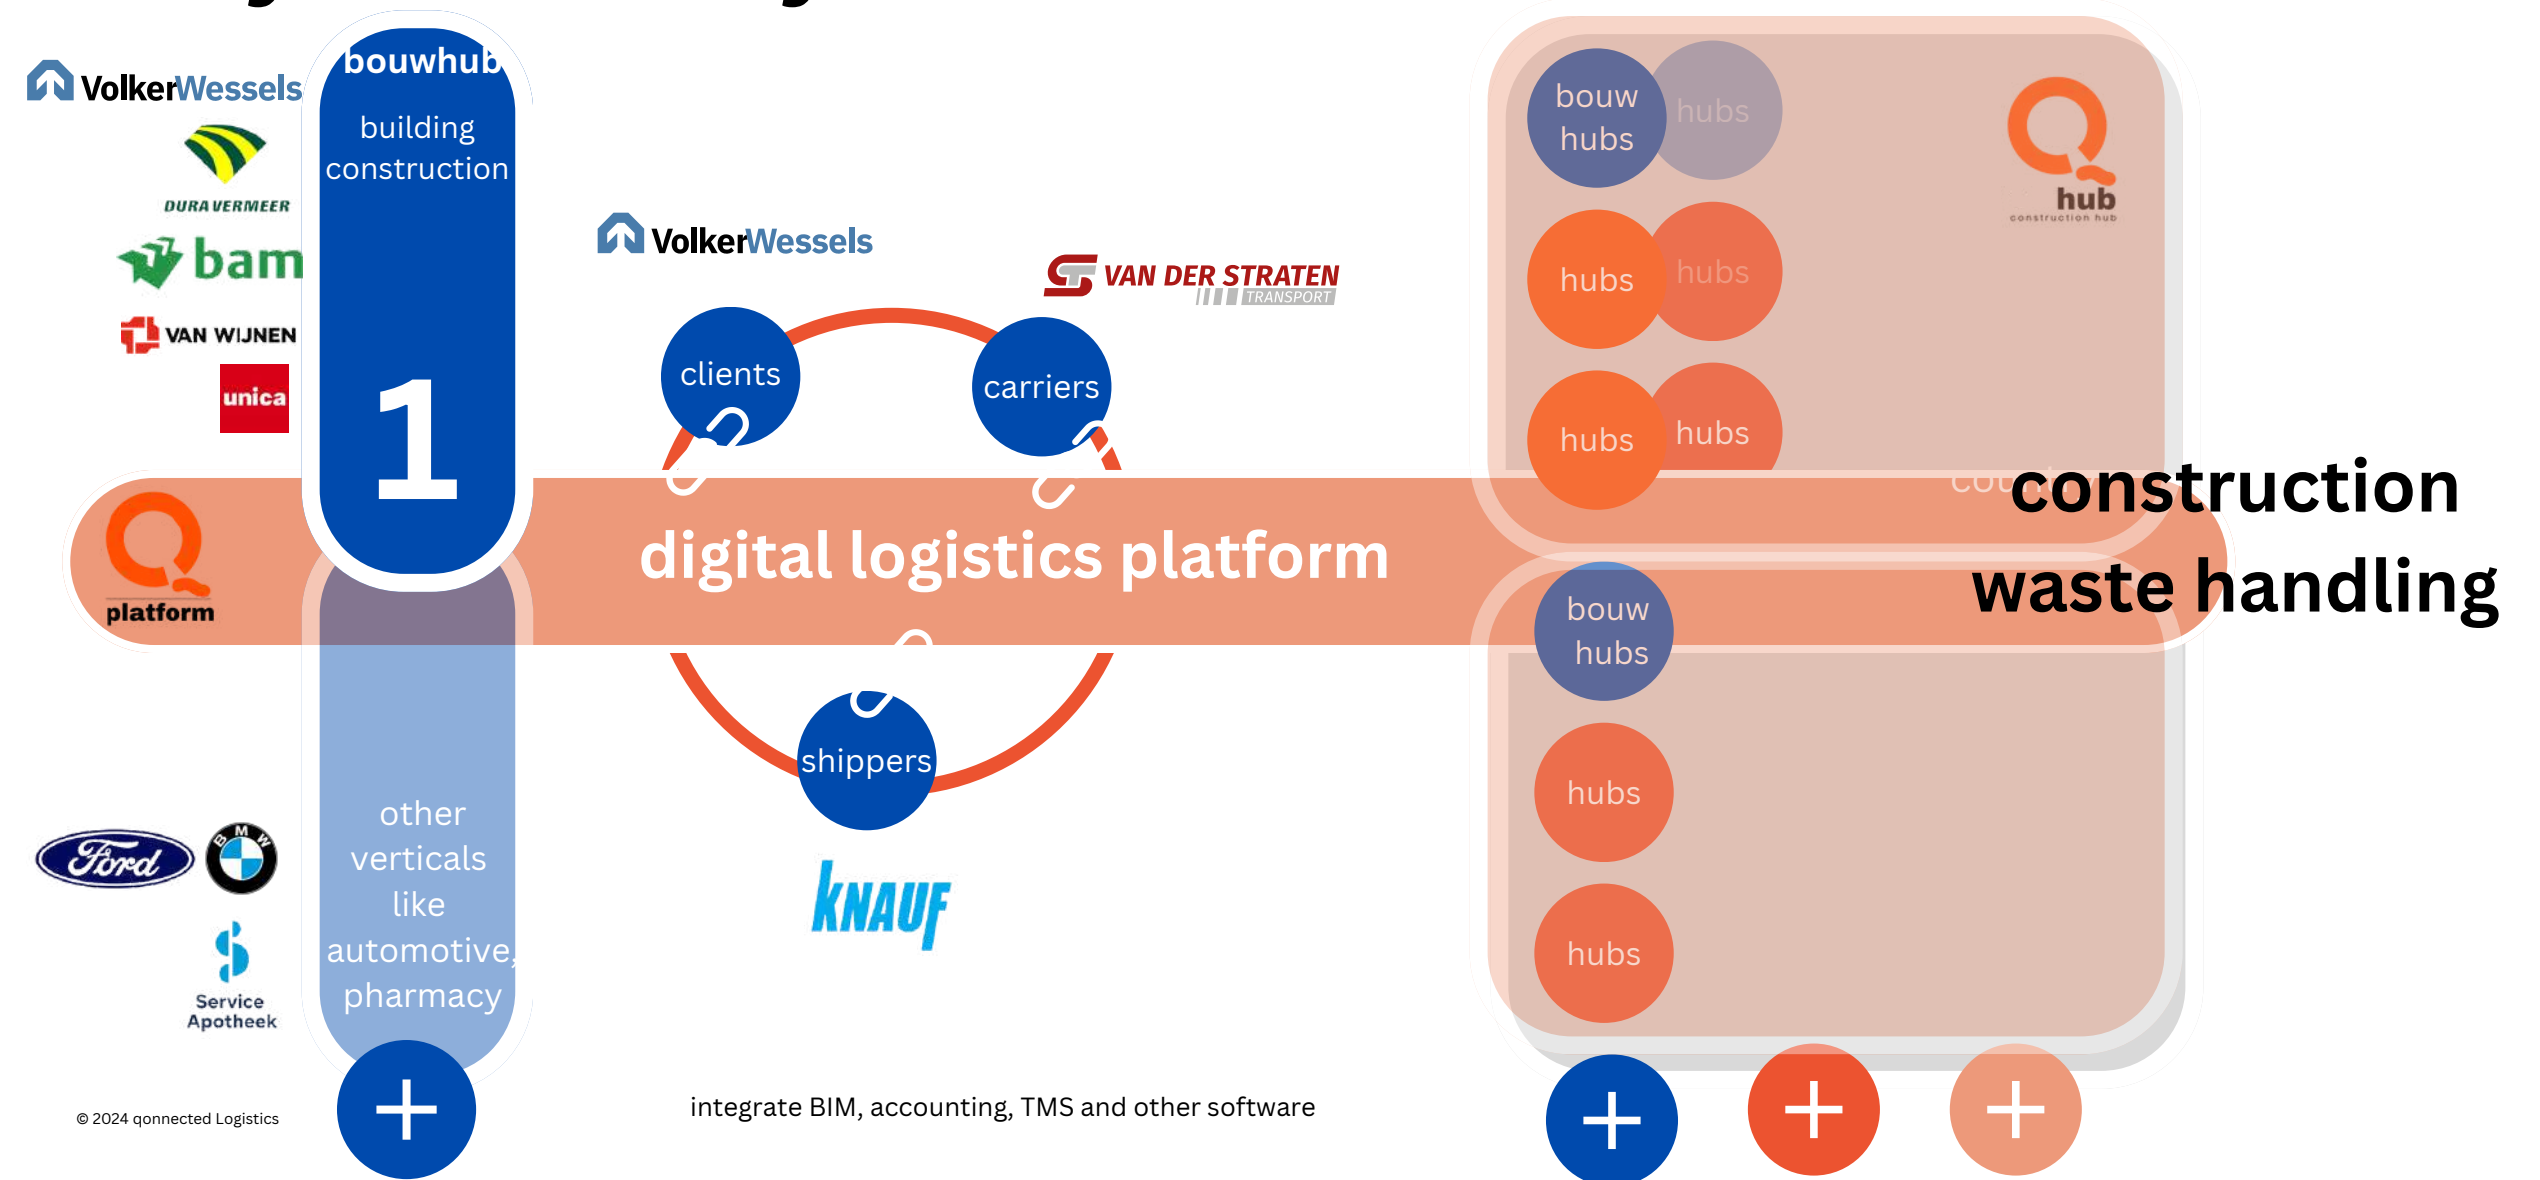 bouwhub
building
construction
1
VolkerWessels
DURA VERMEER
bam
VAN WIJNEN
unica
VolkerWessels
VAN DER STRATEN
TRANSPORT
clients
carriers
shippers
KNAUF
platform
digital logistics platform
bouw
hubs
hubs
hubs
hubs
hubs
hubs
hub
construction hub
country
construction
waste handling
bouw
hubs
hubs
hubs
other
verticals
like
automotive,
pharmacy
Ford
BMW
Service
Apotheek
+
+
+
+
integrate BIM, accounting, TMS and other software
© 2024 qonnected Logistics